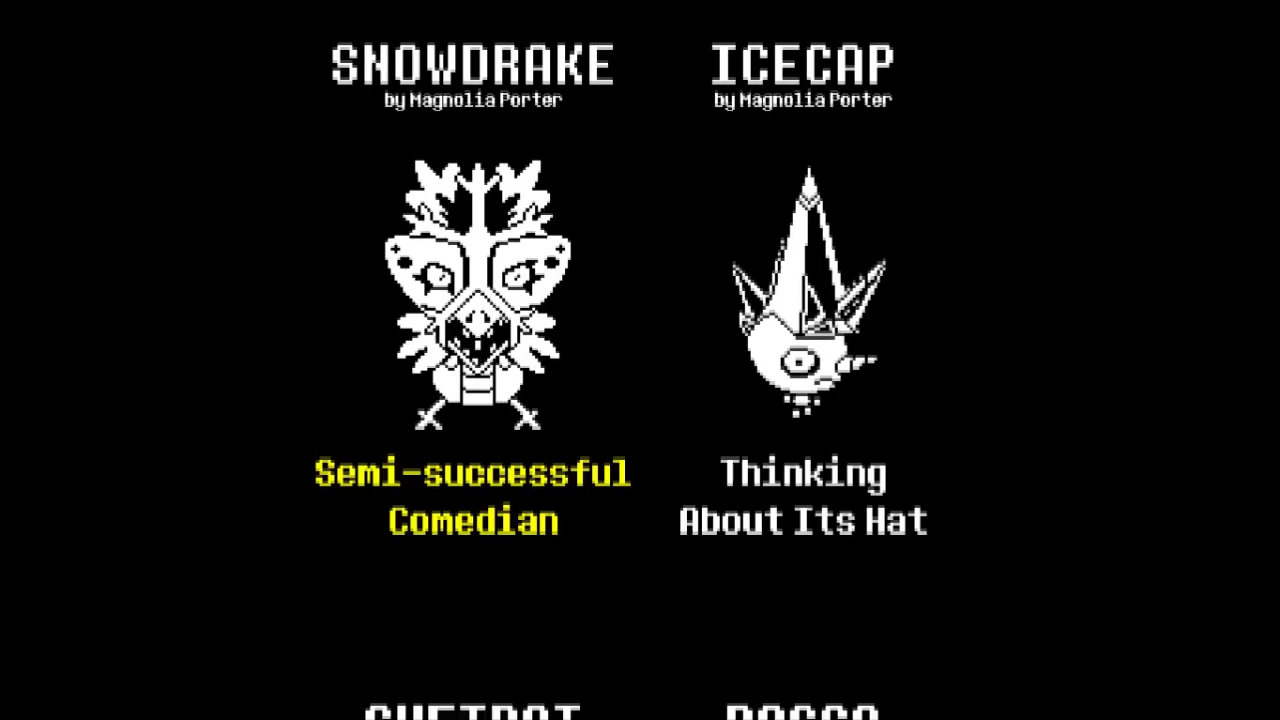 SNOWDRAKE
by Magnolia Porter
ICECAP
by Magnolia Porter
Semi-successful
Comedian
Thinking
About Its Hat